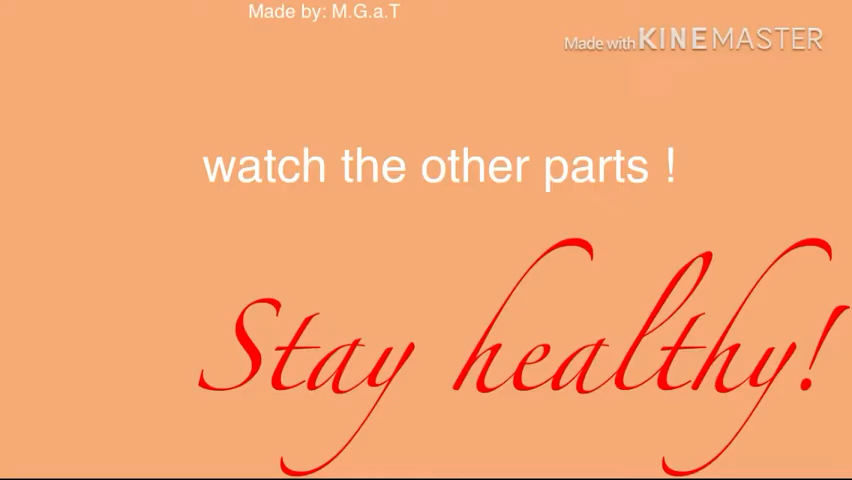 Made by: M.G.a.T
Made with KINEMASTER
watch the other parts !
Stay healthy!